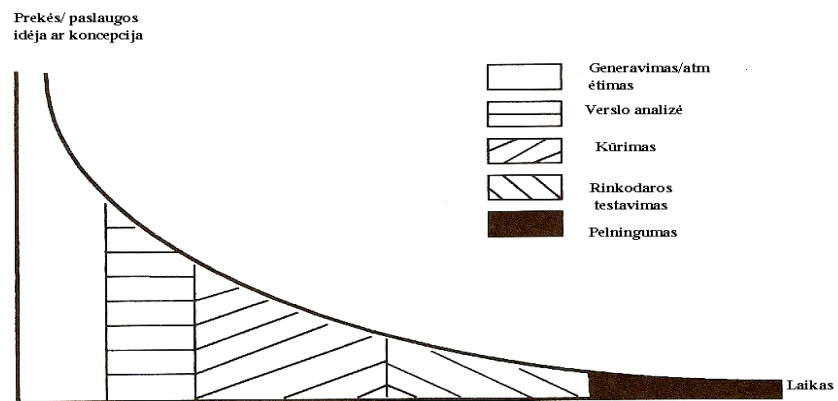 Prekės/ paslaugos
idėja ar koncepcija
Generavimas/atm
ėtimas
Verslo analizė
Kūrimas
Rinkodaros
testavimas
Pelningumas
Laikas